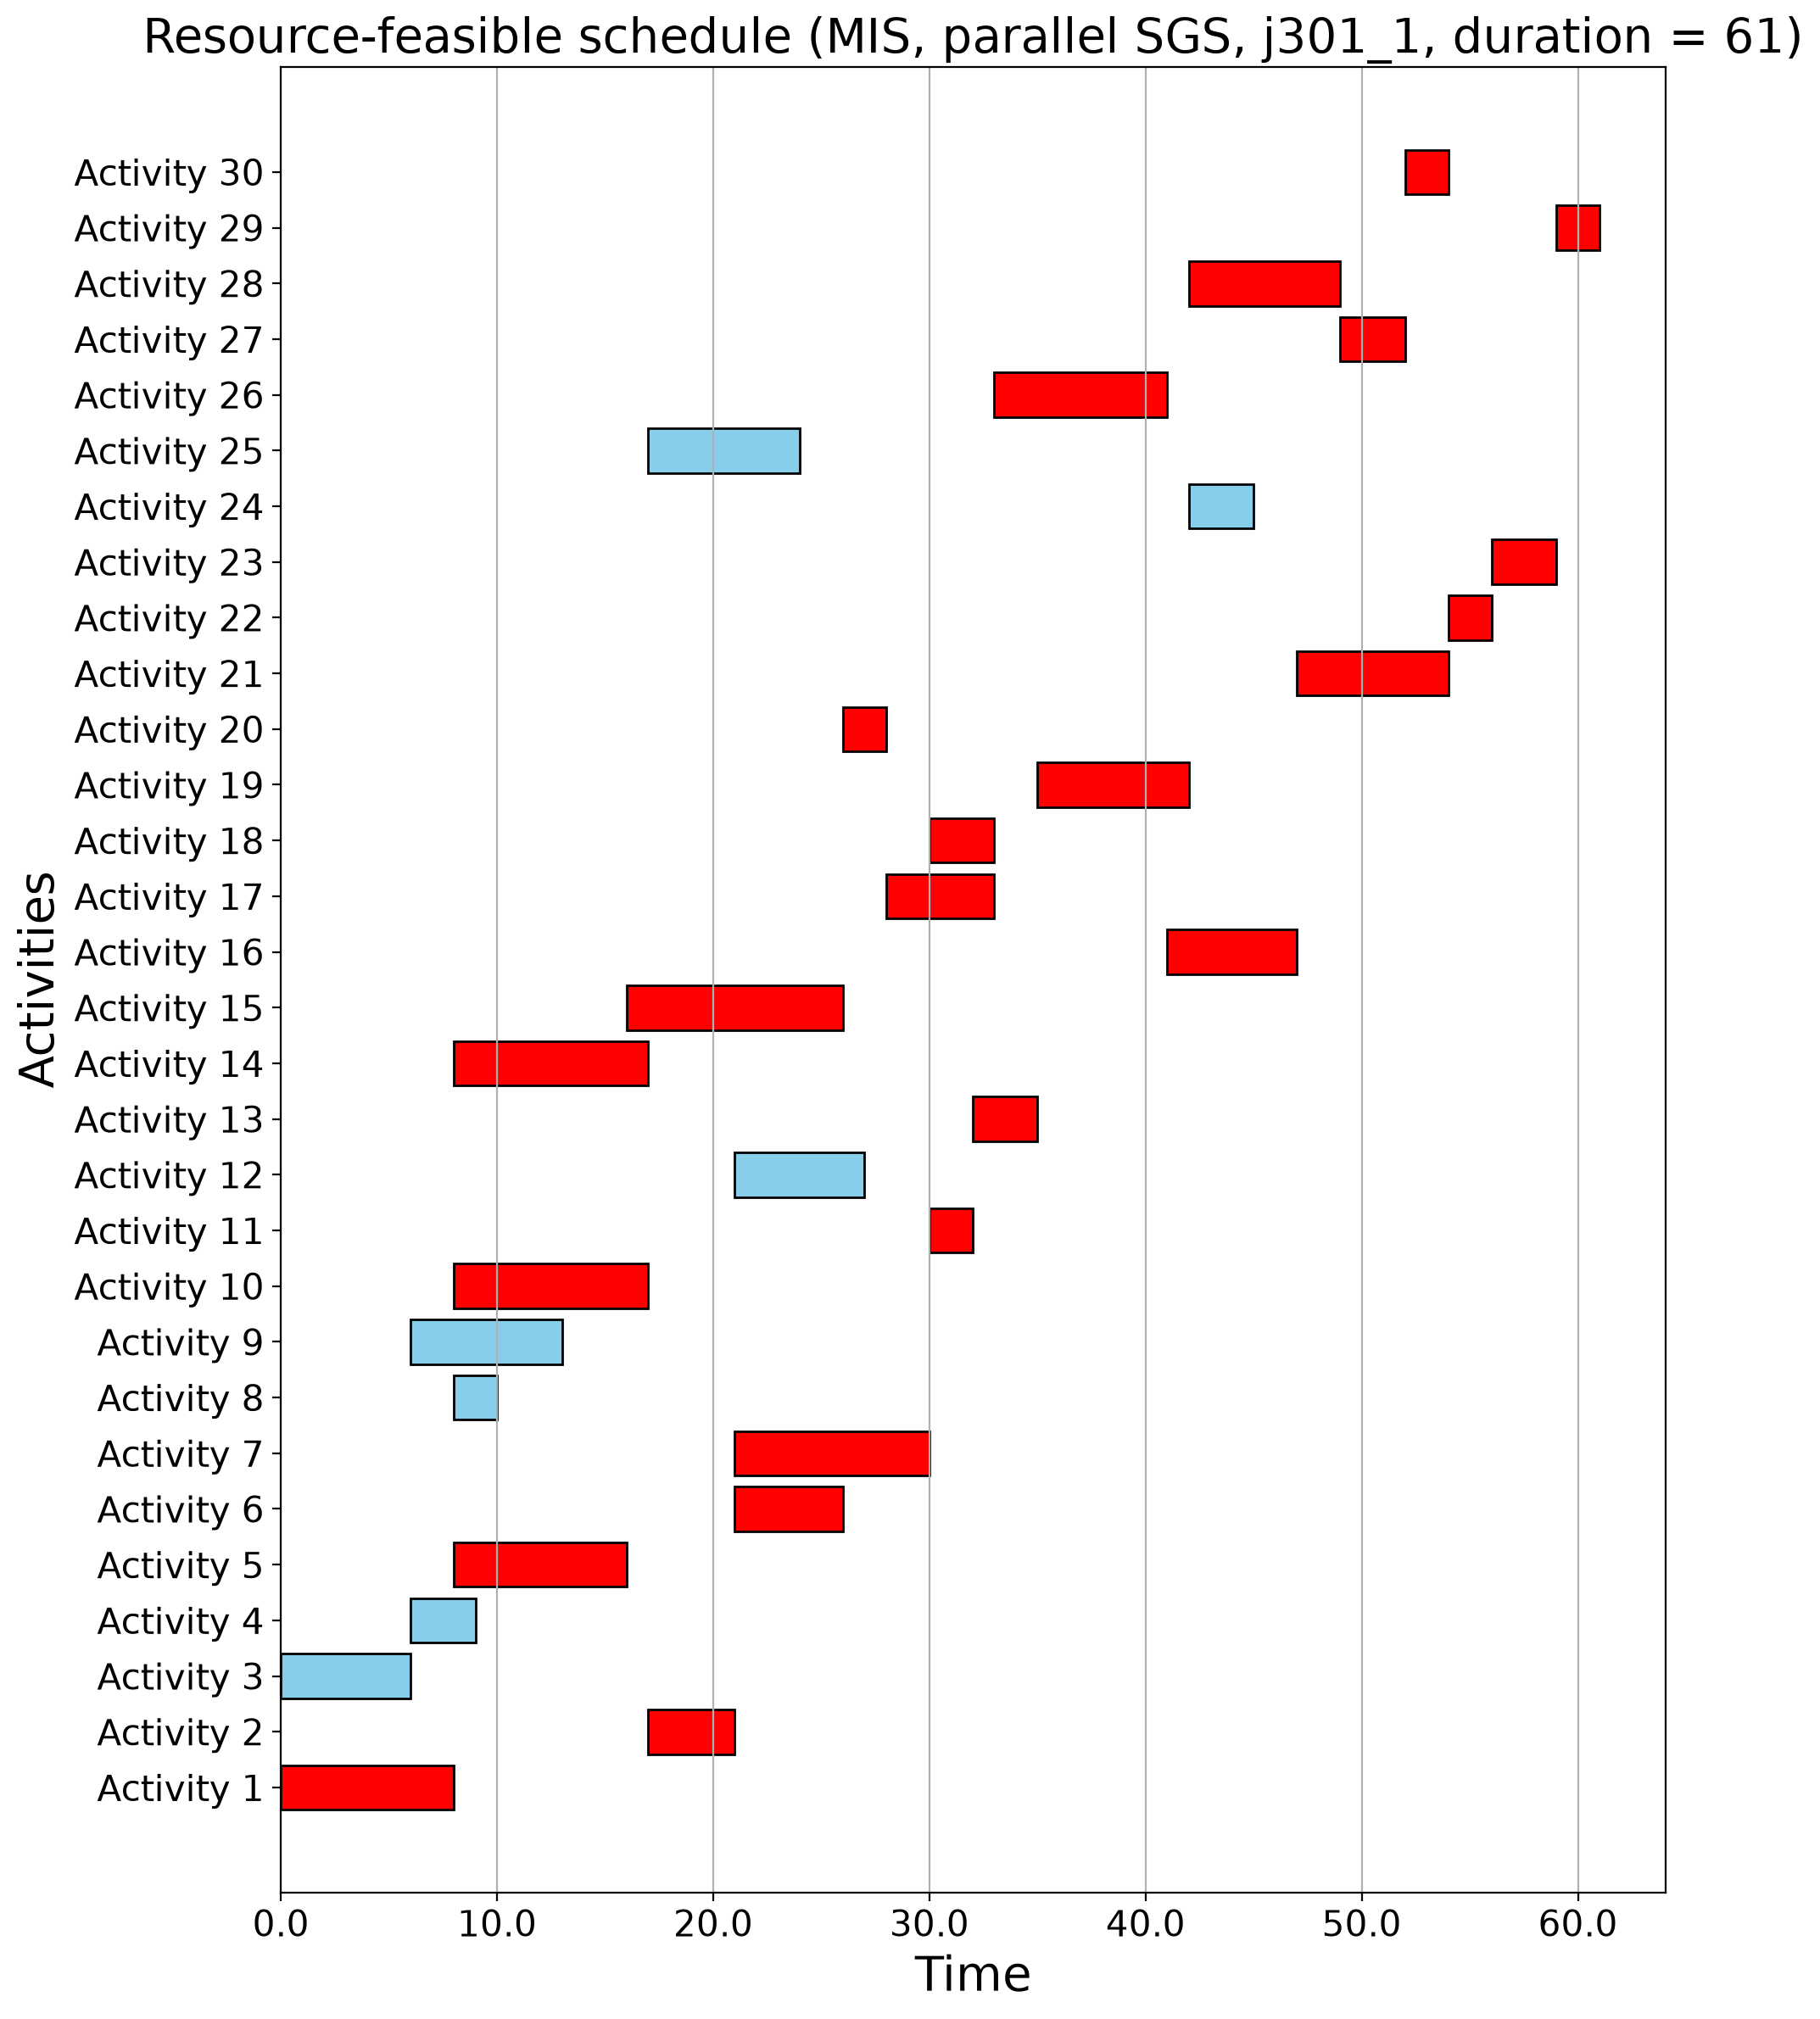 Resource-feasible schedule (MIS, parallel SGS, j301_1, duration = 61)
Activity 30
Activity 29
Activity 28
Activity 27
Activity 26
Activity 25
Activity 24
Activity 23
Activity 22
Activity 21
Activity 20
Activity 19
Activity 18
Activity 17
Activity 16
Activity 15
Activity 14
Activity 13
Activity 12
Activity 11
Activity 10
Activity 9
Activity 8
Activity 7
Activity 6
Activity 5
Activity 4
Activity 3
Activity 2
Activity 1
Activities
0.0 10.0 20.0 30.0 40.0 50.0 60.0
Time